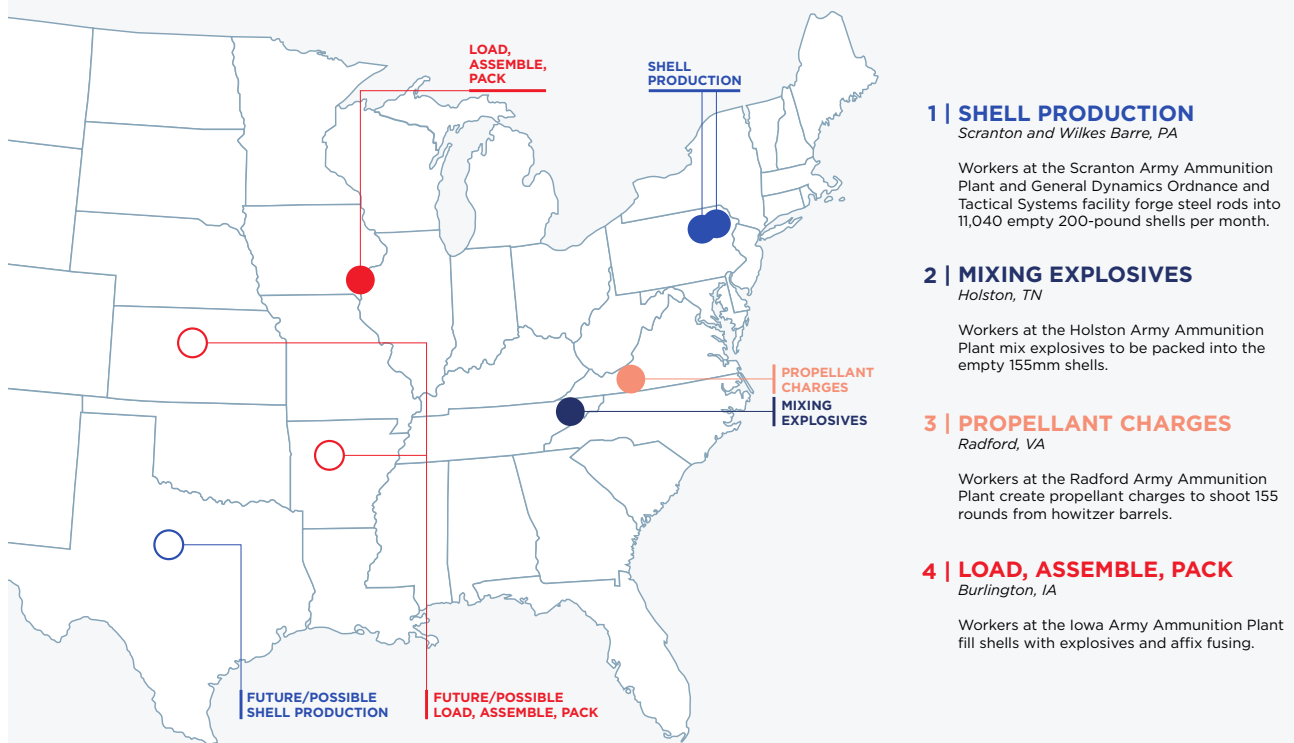 LOAD,
ASSEMBLE,
PACK
SHELL
PRODUCTION
PROPELLANT
CHARGES
MIXING
EXPLOSIVES
FUTURE/POSSIBLE
SHELL PRODUCTION
FUTURE/POSSIBLE
LOAD, ASSEMBLE, PACK
1 | SHELL PRODUCTION
Scranton and Wilkes Barre, PA
Workers at the Scranton Army Ammunition
Plant and General Dynamics Ordnance and
Tactical Systems facility forge steel rods into
11,040 empty 200-pound shells per month.
2 | MIXING EXPLOSIVES
Holston, TN
Workers at the Holston Army Ammunition
Plant mix explosives to be packed into the
empty 155mm shells.
3 | PROPELLANT CHARGES
Radford, VA
Workers at the Radford Army Ammunition
Plant create propellant charges to shoot 155
rounds from howitzer barrels.
4 | LOAD, ASSEMBLE, PACK
Burlington, IA
Workers at the Iowa Army Ammunition Plant
fill shells with explosives and affix fusing.